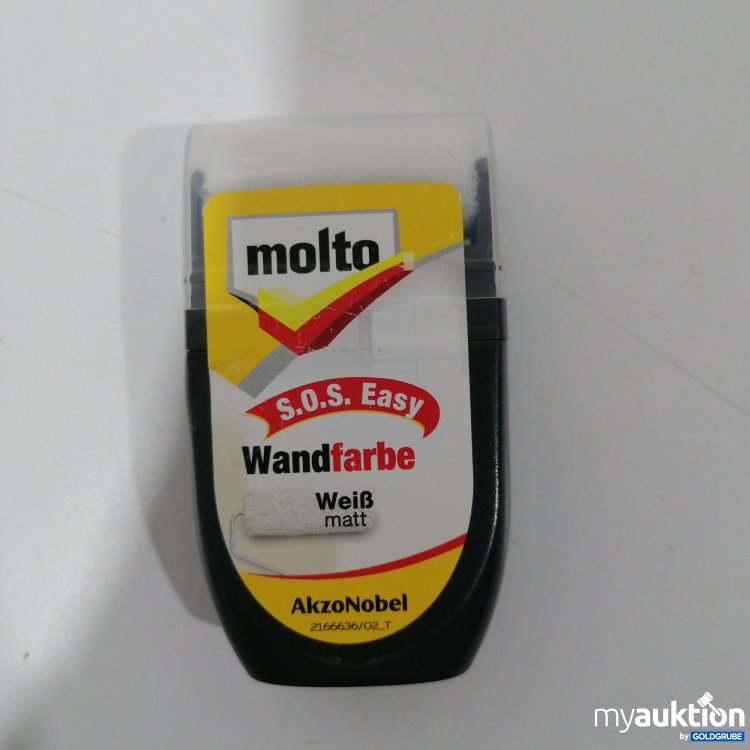 molto
S.O.S. Easy
Wandfarbe
Weiß
matt
AkzoNobel
2166636/02_T
myauktion
by GOLDGRUBE